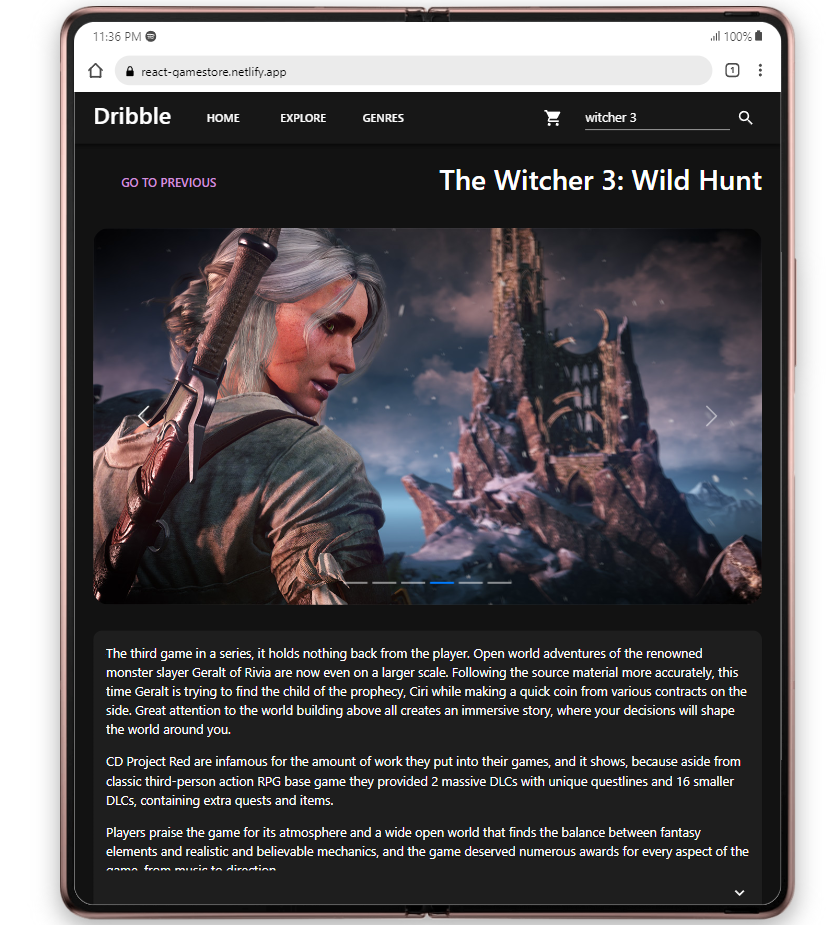 11:36 PM 100%
react-gamestore.netlify.app 1
Dribble HOME EXPLORE GENRES witcher 3
GO TO PREVIOUS The Witcher 3: Wild Hunt
The third game in a series, it holds nothing back from the player. Open world adventures of the renowned
monster slayer Geralt of Rivia are now even on a larger scale. Following the source material more accurately, this
time Geralt is trying to find the child of the prophecy, Ciri while making a quick coin from various contracts on the
side. Great attention to the world building above all creates an immersive story, where your decisions will shape
the world around you.
CD Project Red are infamous for the amount of work they put into their games, and it shows, because aside from
classic third-person action RPG base game they provided 2 massive DLCs with unique questlines and 16 smaller
DLCs, containing extra quests and items.
Players praise the game for its atmosphere and a wide open world that finds the balance between fantasy
elements and realistic and believable mechanics, and the game deserved numerous awards for every aspect of the
game, from music to direction.